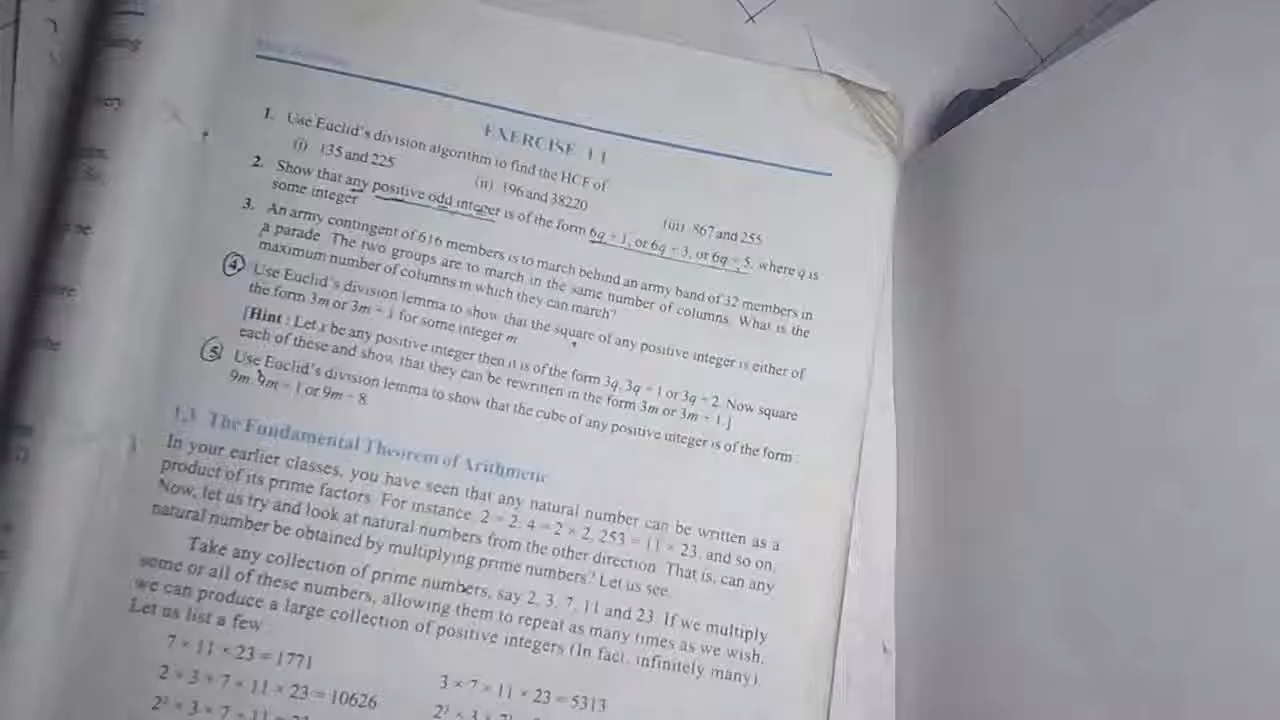 EXERCISE 1.1
1. Use Euclid's division algorithm to find the HCF of
(i) 135 and 225 (ii) 196 and 38220 (iii) 867 and 255
2. Show that any positive odd integer is of the form 6q + 1, or 6q + 3, or 6q + 5, where q is
some integer.
3. An army contingent of 616 members is to march behind an army band of 32 members in
a parade. The two groups are to march in the same number of columns. What is the
maximum number of columns in which they can march?
4. Use Euclid's division lemma to show that the square of any positive integer is either of
the form 3m or 3m + 1 for some integer m.
[Hint : Let x be any positive integer then it is of the form 3q, 3q + 1 or 3q + 2. Now square
each of these and show that they can be rewritten in the form 3m or 3m + 1.]
5. Use Euclid's division lemma to show that the cube of any positive integer is of the form
9m, 9m + 1 or 9m + 8.
1.3 The Fundamental Theorem of Arithmetic
In your earlier classes, you have seen that any natural number can be written as a
product of its prime factors. For instance, 2 = 2, 4 = 2 × 2, 253 = 11 × 23, and so on.
Now, let us try and look at natural numbers from the other direction. That is, can any
natural number be obtained by multiplying prime numbers? Let us see.
Take any collection of prime numbers, say 2, 3, 7, 11 and 23. If we multiply
some or all of these numbers, allowing them to repeat as many times as we wish,
we can produce a large collection of positive integers (In fact, infinitely many).
Let us list a few
7 × 11 × 23 = 1771 3 × 7 × 11 × 23 = 5313
2 × 3 × 7 × 11 × 23 = 10626